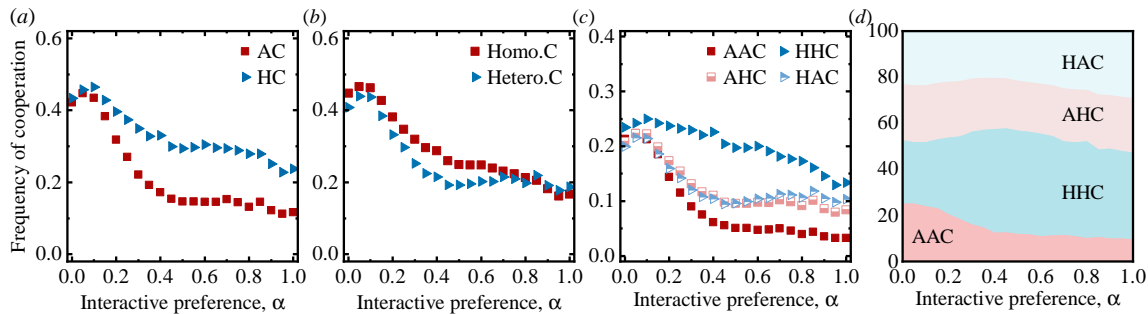 (a)
Frequency of cooperation
0.6
0.4
0.2
0.0
AC
HC
0.0 0.2 0.4 0.6 0.8 1.0
Interactive preference, α
(b)
0.6
0.4
0.2
0.0
Homo.C
Hetero.C
0.0 0.2 0.4 0.6 0.8 1.0
Interactive preference, α
(c)
0.4
0.3
0.2
0.1
0.0
AAC HHC
AHC HAC
0.0 0.2 0.4 0.6 0.8 1.0
Interactive preference, α
(d)
100
80
60
40
20
0
HAC
AHC
HHC
AAC
0.0 0.2 0.4 0.6 0.8 1.0
Interactive preference, α